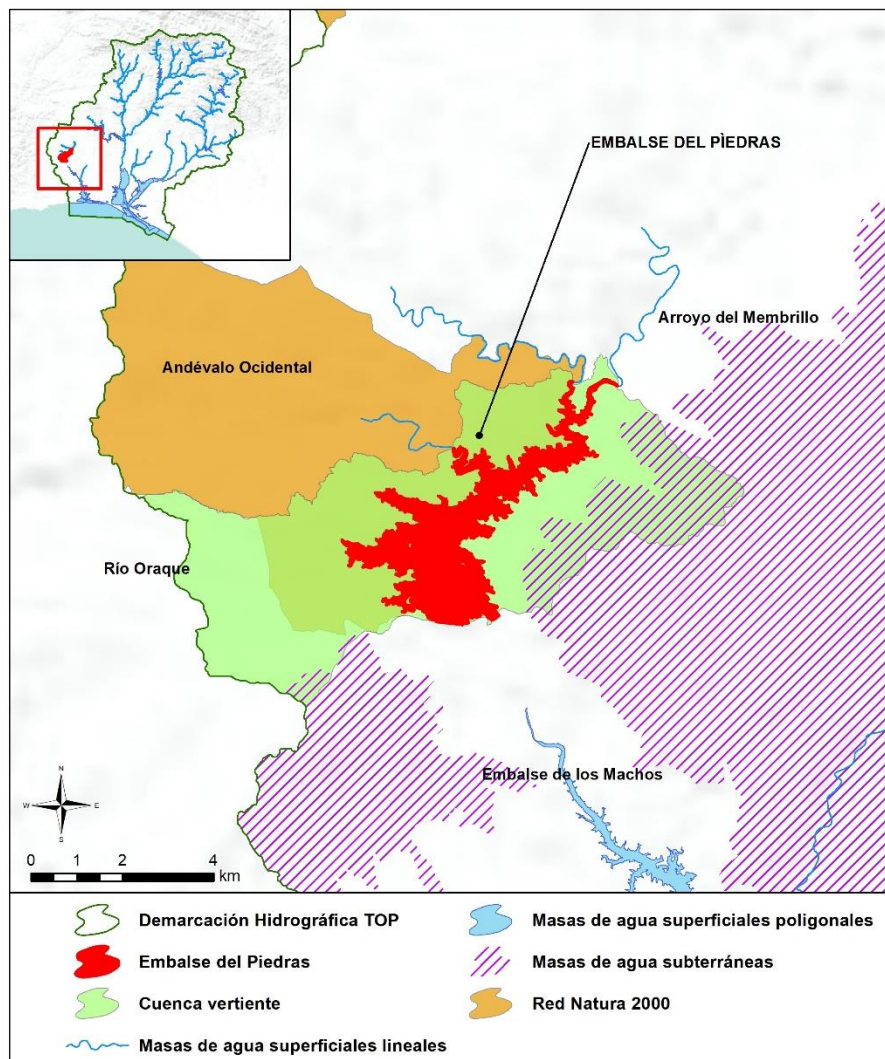 EMBALSE DEL PÌEDRAS
Arroyo del Membrillo
Andévalo Ocidental
Río Oraque
Embalse de los Machos
N
W E
S
0 1 2 4
km
Demarcación Hidrográfica TOP
Masas de agua superficiales poligonales
Embalse del Piedras
Masas de agua subterráneas
Cuenca vertiente
Red Natura 2000
Masas de agua superficiales lineales